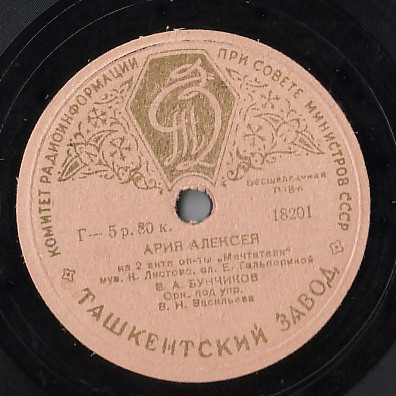 КОМИТЕТ РАДИОИНФОРМАЦИИ ПРИ СОВЕТЕ МИНИСТРОВ СССР
Бесшеллачная
Г—5 р. 80 к.
18201
АРИЯ АЛЕКСЕЯ
из 2 акта оп-ты „Мечтатели"
муз. К. Листова, сл. Е. Гальпериной
В. А. БУНЧИКОВ
Орк. под упр.
В. Н. Васильева
ТАШКЕНТСКИЙ ЗАВОД